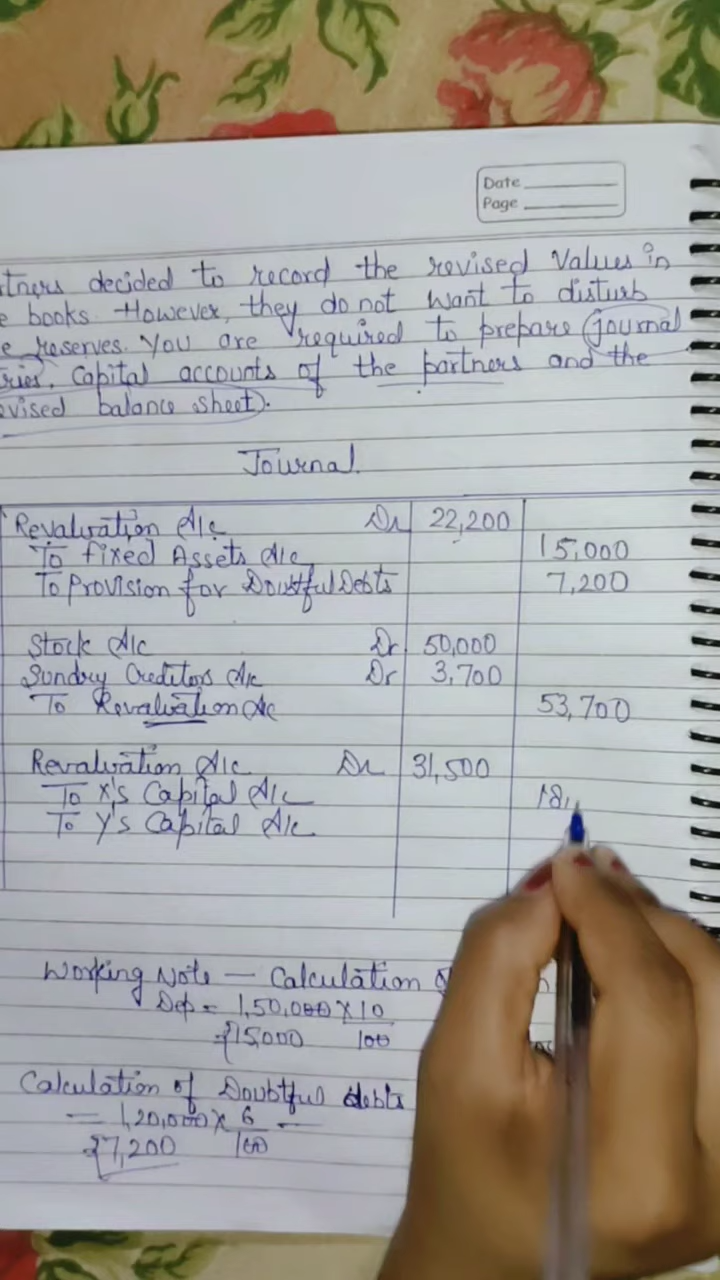 Date
Page
tners decided to record the revised values in
e books. However, they do not want to disturb
e reserves. You are required to prepare journal
ries, capital accounts of the partners and the
evised balance sheet.
Journal
Revaluation A/c Dr 22,200
To fixed Assets A/c 15,000
To Provision for Doubtful Debts 7,200
Stock A/c Dr 50,000
Sundry Creditors A/c Dr 3,700
To Revaluation A/c 53,700
Revaluation A/c Dr 31,500
To X's Capital A/c 18,
To Y's Capital A/c
Working Note — Calculation
Dep = 1,50,000 × 10
₹15,000 100
Calculation of Doubtful debts
= 1,20,000 × 6
₹7,200 100